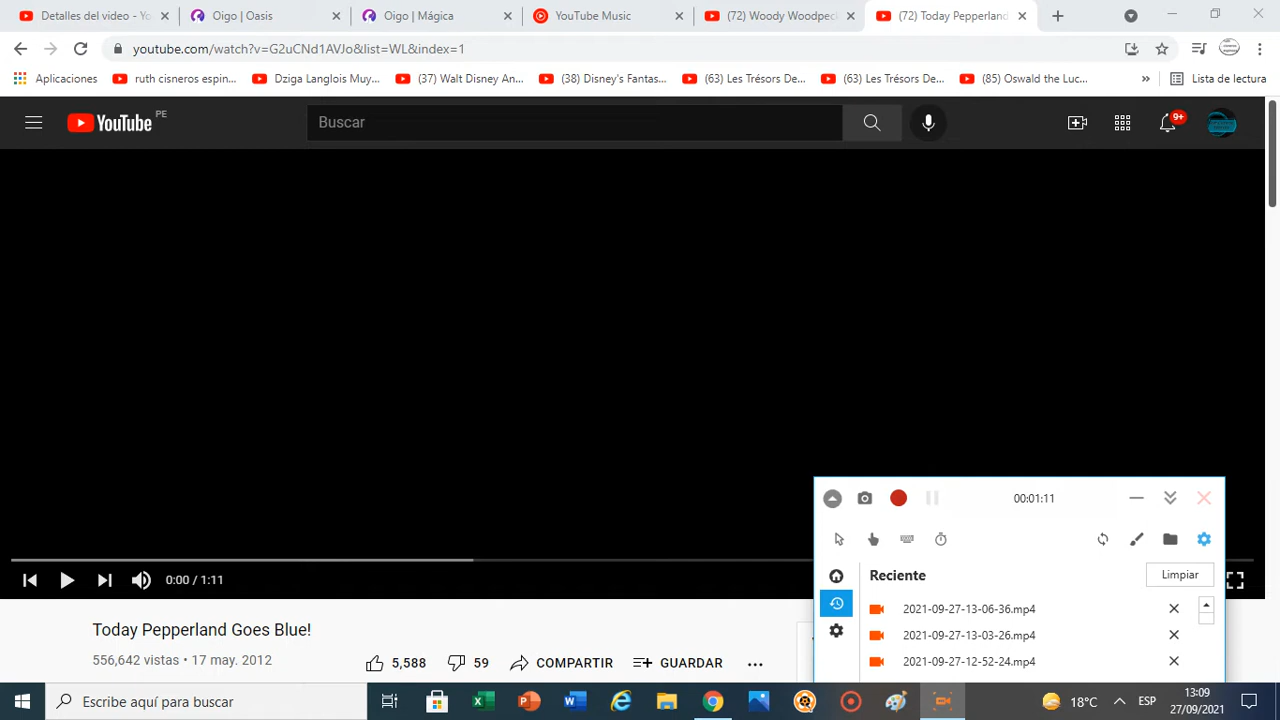 Detalles del video - Yo
Oigo | Oasis
Oigo | Mágica
YouTube Music
(72) Woody Woodpeck
(72) Today Pepperland
youtube.com/watch?v=G2uCNd1AVJo&list=WL&index=1
Aplicaciones
ruth cisneros espin...
Dziga Langlois Muy...
(37) Walt Disney An...
(38) Disney's Fantas...
(63) Les Trésors De...
(63) Les Trésors De...
(85) Oswald the Luc...
»
Lista de lectura
YouTube PE
Buscar
9+
00:01:11
0:00 / 1:11
Reciente
Limpiar
2021-09-27-13-06-36.mp4
2021-09-27-13-03-26.mp4
2021-09-27-12-52-24.mp4
Today Pepperland Goes Blue!
556,642 vistas • 17 may. 2012
5,588
59
COMPARTIR
GUARDAR
Escribe aquí para buscar
18°C
ESP
13:09
27/09/2021